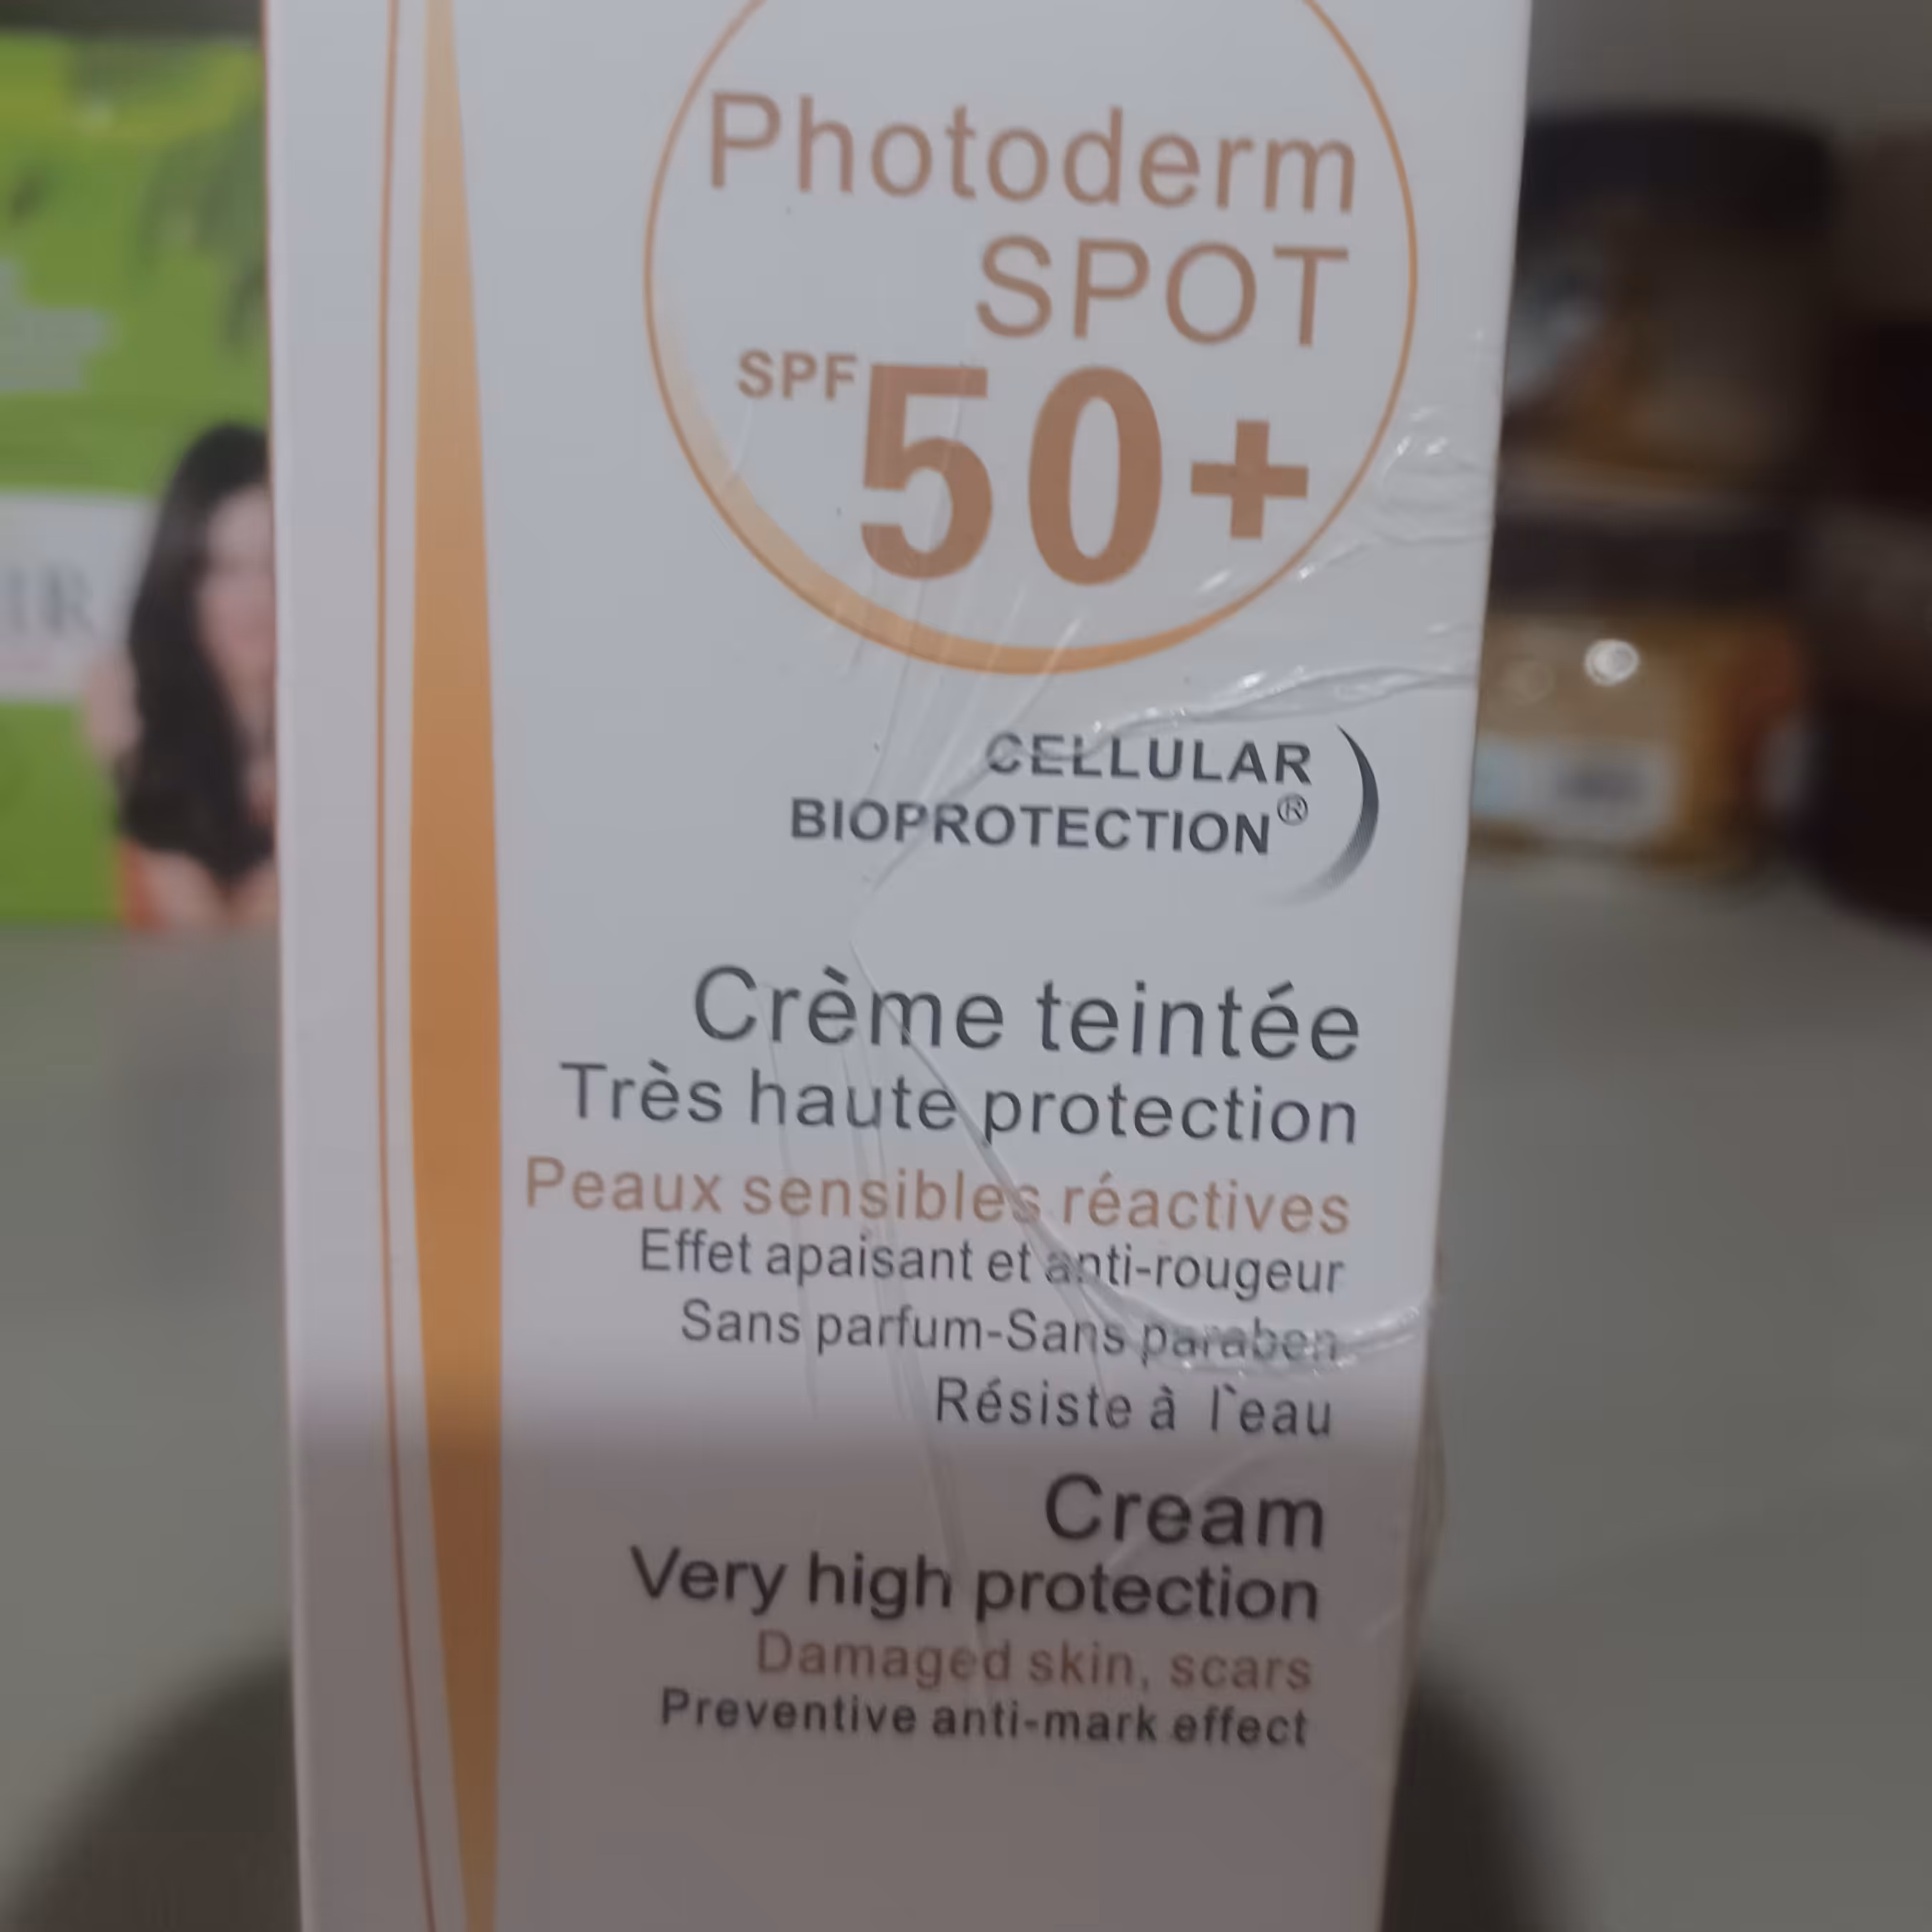 Photoderm
SPOT
SPF 50+
CELLULAR
BIOPROTECTION®
Crème teintée
Très haute protection
Peaux sensibles réactives
Effet apaisant et anti-rougeur
Sans parfum-Sans paraben
Résiste à l`eau
Cream
Very high protection
Damaged skin, scars
Preventive anti-mark effect